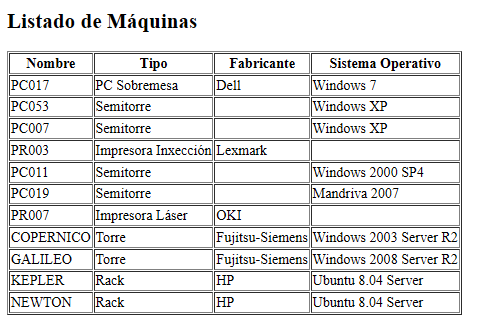 Listado de Máquinas
Nombre Tipo Fabricante Sistema Operativo
PC017 PC Sobremesa Dell Windows 7
PC053 Semitorre Windows XP
PC007 Semitorre Windows XP
PR003 Impresora Inxección Lexmark
PC011 Semitorre Windows 2000 SP4
PC019 Semitorre Mandriva 2007
PR007 Impresora Láser OKI
COPERNICO Torre Fujitsu-Siemens Windows 2003 Server R2
GALILEO Torre Fujitsu-Siemens Windows 2008 Server R2
KEPLER Rack HP Ubuntu 8.04 Server
NEWTON Rack HP Ubuntu 8.04 Server